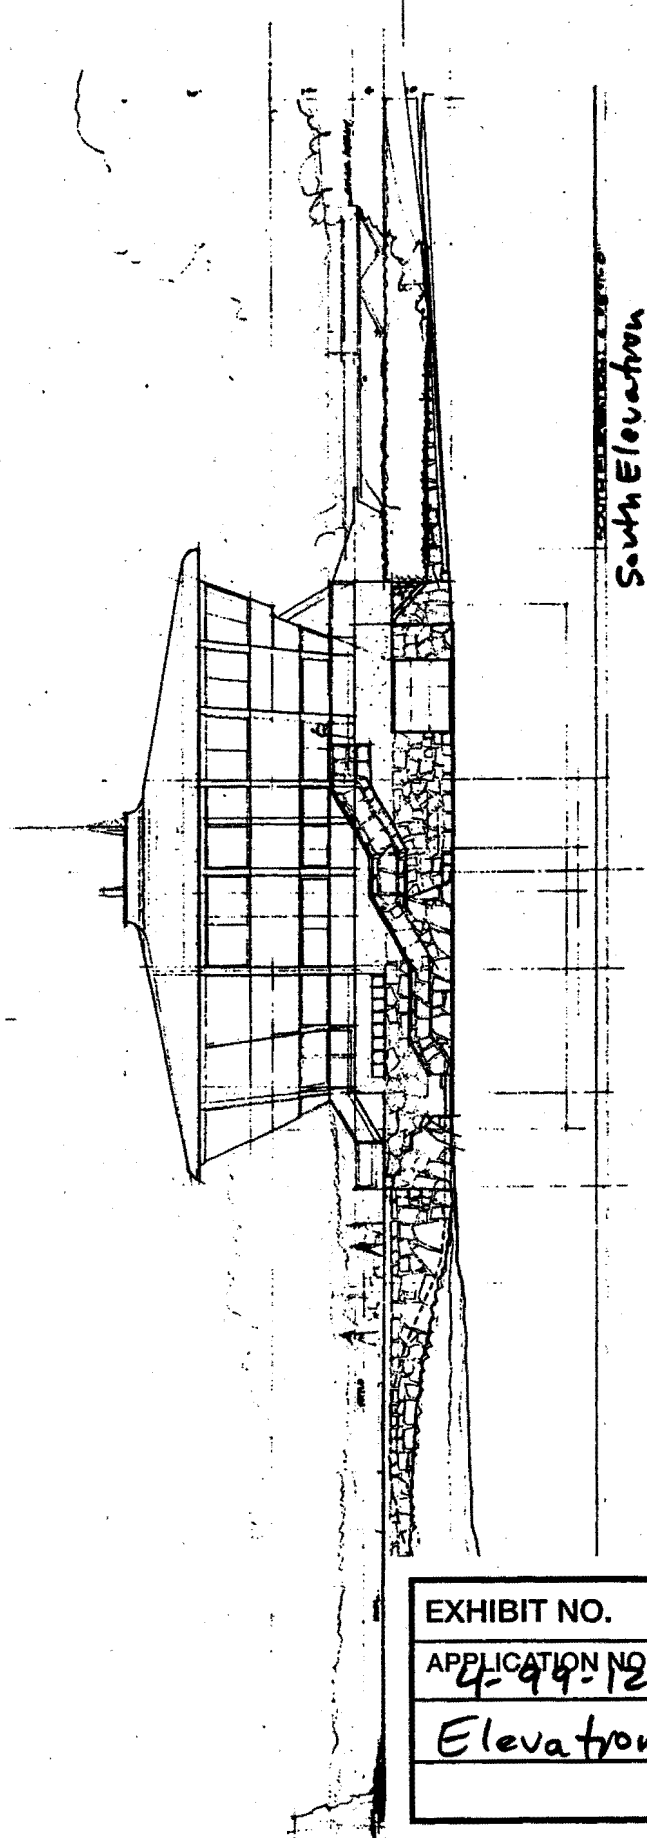 South Elevation
EXHIBIT NO.
APPLICATION NO
4-99-12
Elevation